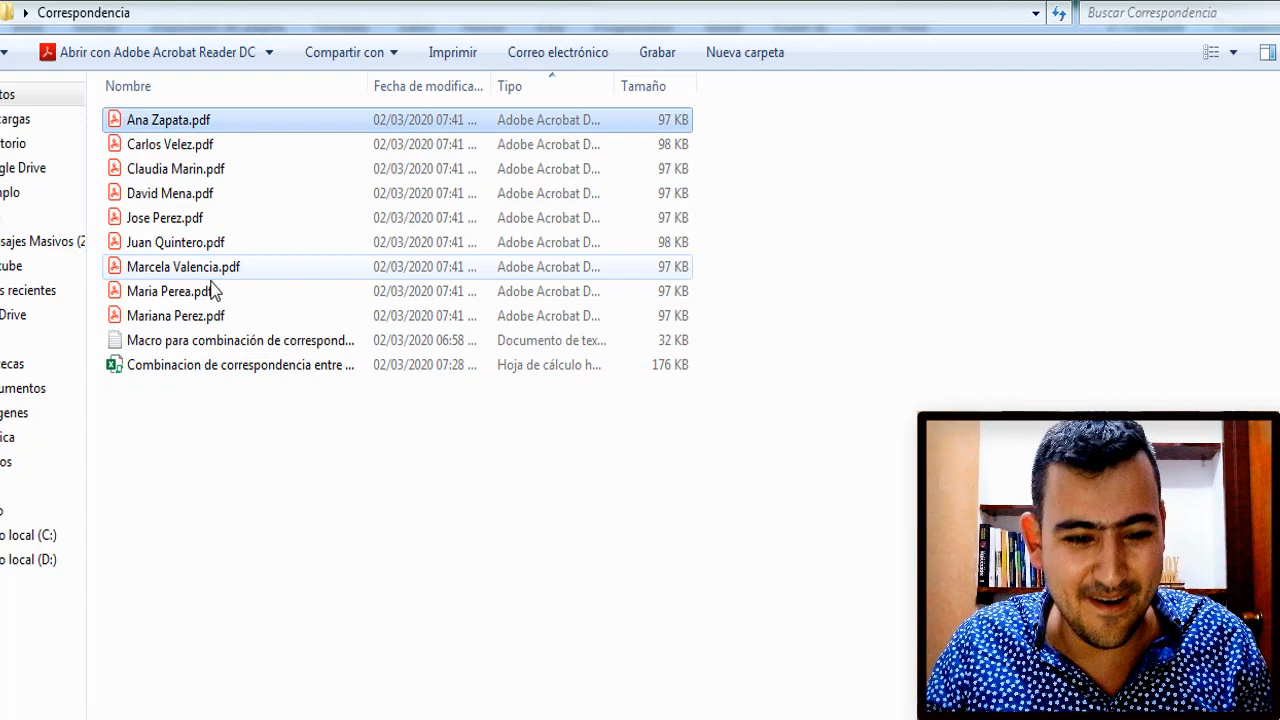 Correspondencia
Buscar Correspondencia
Abrir con Adobe Acrobat Reader DC
Compartir con
Imprimir
Correo electrónico
Grabar
Nueva carpeta
Nombre
Fecha de modifica...
Tipo
Tamaño
tos
Ana Zapata.pdf 02/03/2020 07:41 ... Adobe Acrobat D... 97 KB
cargas
Carlos Velez.pdf 02/03/2020 07:41 ... Adobe Acrobat D... 98 KB
torio
Claudia Marin.pdf 02/03/2020 07:41 ... Adobe Acrobat D... 97 KB
gle Drive
David Mena.pdf 02/03/2020 07:41 ... Adobe Acrobat D... 97 KB
nplo
Jose Perez.pdf 02/03/2020 07:41 ... Adobe Acrobat D... 97 KB
Juan Quintero.pdf 02/03/2020 07:41 ... Adobe Acrobat D... 98 KB
sajes Masivos (2
Marcela Valencia.pdf 02/03/2020 07:41 ... Adobe Acrobat D... 97 KB
tube
Maria Perea.pdf 02/03/2020 07:41 ... Adobe Acrobat D... 97 KB
s recientes
Mariana Perez.pdf 02/03/2020 07:41 ... Adobe Acrobat D... 97 KB
Drive
Macro para combinación de correspond... 02/03/2020 06:58 ... Documento de tex... 32 KB
tecas
Combinacion de correspondencia entre ... 02/03/2020 07:28 ... Hoja de cálculo h... 176 KB
umentos
genes
ica
os
o
o local (C:)
o local (D:)